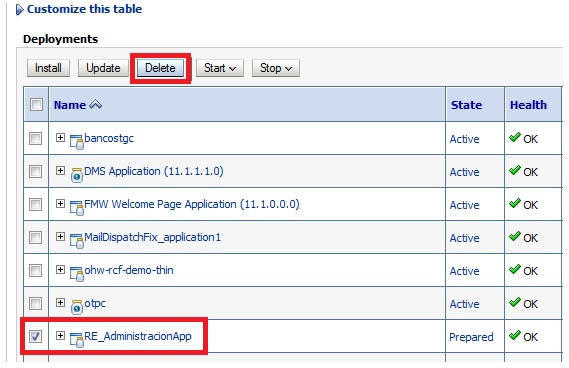 Customize this table
Deployments
Install Update Delete Start Stop
Name State Health
bancostgc Active OK
DMS Application (11.1.1.1.0) Active OK
FMW Welcome Page Application (11.1.0.0.0) Active OK
MailDispatchFix_application1 Active OK
ohw-rcf-demo-thin Active OK
otpc Active OK
RE_AdministracionApp Prepared OK